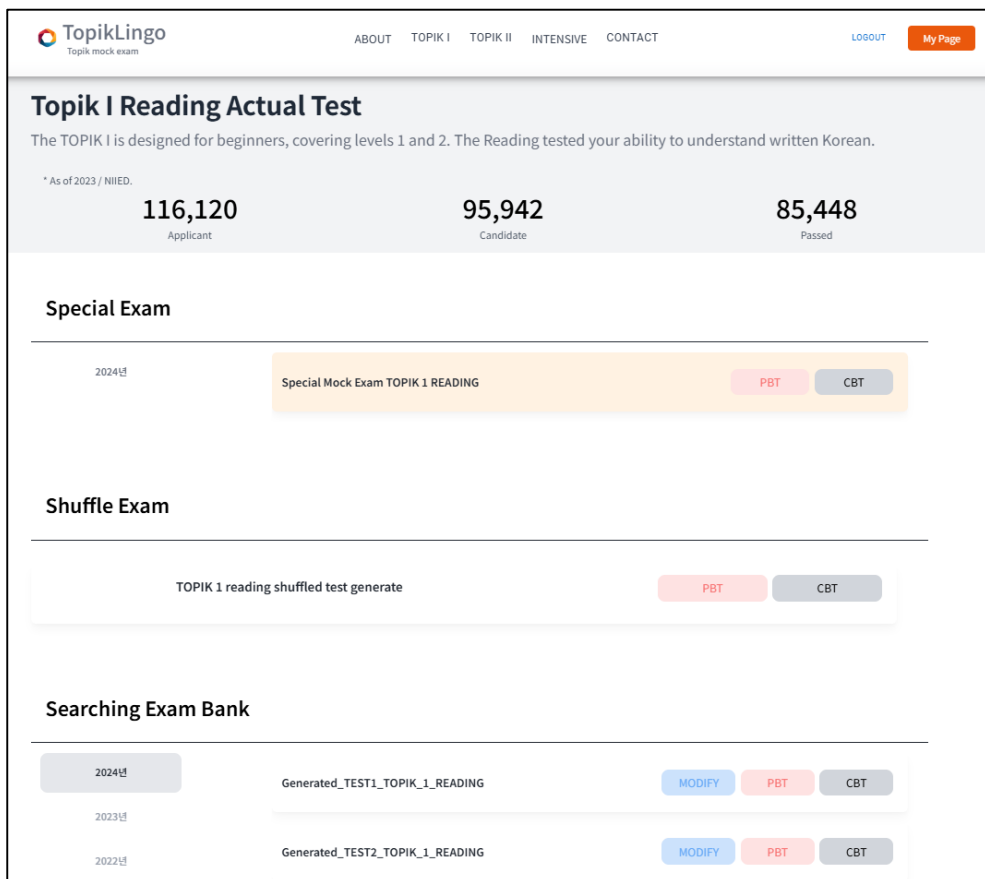 TopikLingo
Topik mock exam
ABOUT TOPIK I TOPIK II INTENSIVE CONTACT LOGOUT My Page
Topik I Reading Actual Test
The TOPIK I is designed for beginners, covering levels 1 and 2. The Reading tested your ability to understand written Korean.
* As of 2023 / NIIED.
116,120 95,942 85,448
Applicant Candidate Passed
Special Exam
2024년
Special Mock Exam TOPIK 1 READING PBT CBT
Shuffle Exam
TOPIK 1 reading shuffled test generate PBT CBT
Searching Exam Bank
2024년 Generated_TEST1_TOPIK_1_READING MODIFY PBT CBT
2023년
2022년 Generated_TEST2_TOPIK_1_READING MODIFY PBT CBT